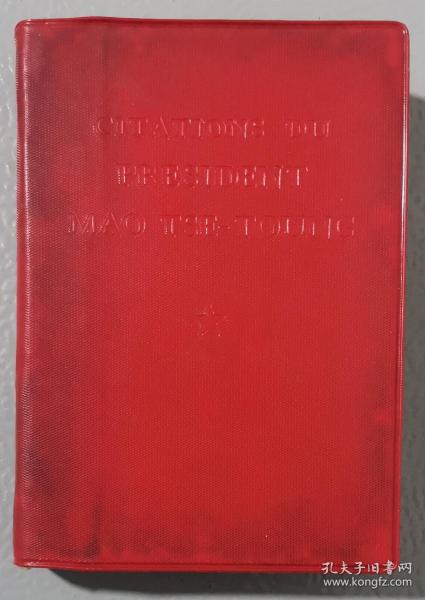 CITATIONS DU
PRESIDENT
MAO TSE-TOUNG
孔夫子旧书网
www.kongfz.com